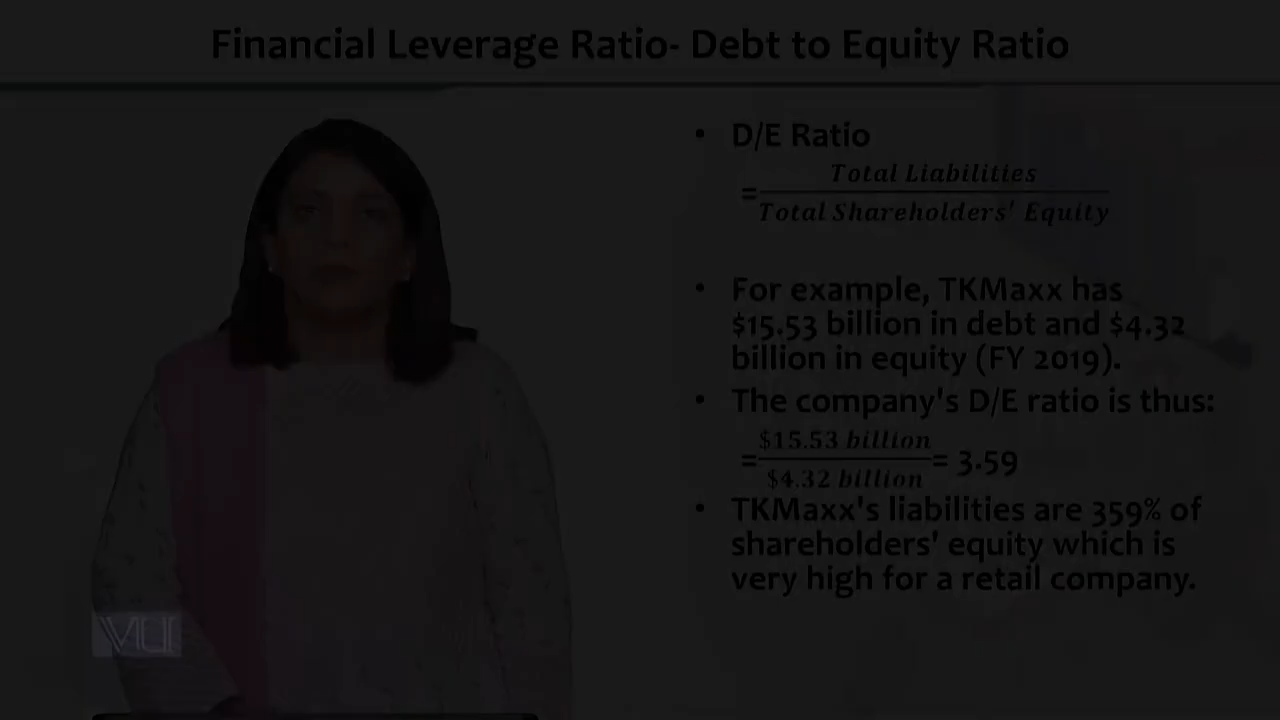 Financial Leverage Ratio- Debt to Equity Ratio
• D/E Ratio
=Total Liabilities
Total Shareholders' Equity
• For example, TKMaxx has
$15.53 billion in debt and $4.32
billion in equity (FY 2019).
• The company's D/E ratio is thus:
=$15.53 billion
$4.32 billion = 3.59
• TKMaxx's liabilities are 359% of
shareholders' equity which is
very high for a retail company.
VU